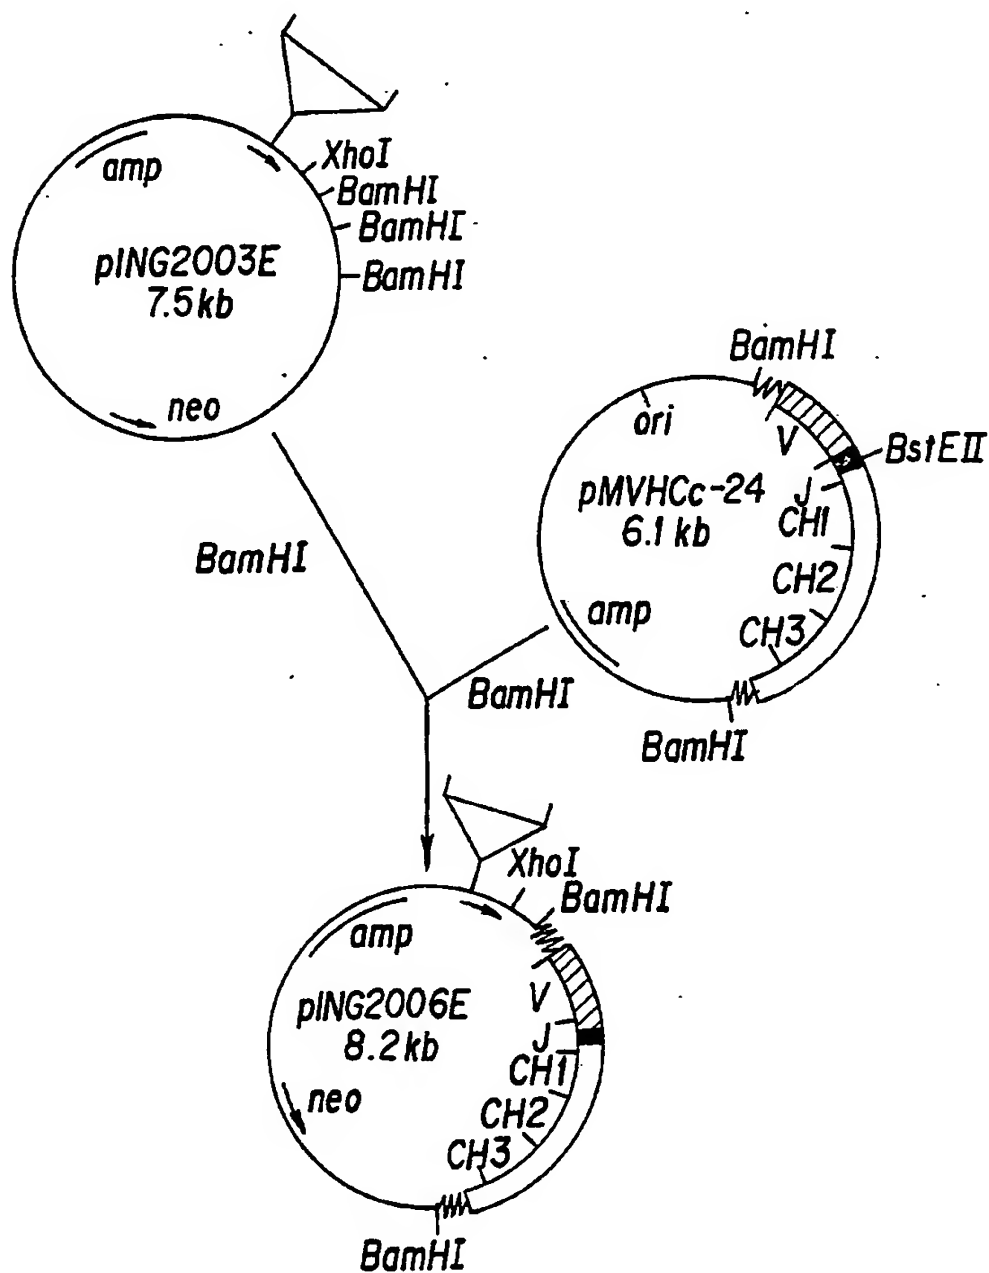 XhoI
BamHI
BamHI
BamHI
amp
pING2003E
7.5kb
neo
BamHI
ori
V
BstEII
J
pMVHCc-24
6.1 kb
CH1
CH2
amp
CH3
BamHI
BamHI
BamHI
XhoI
BamHI
amp
pING2006E
8.2kb
V
J
CH1
neo
CH2
CH3
BamHI